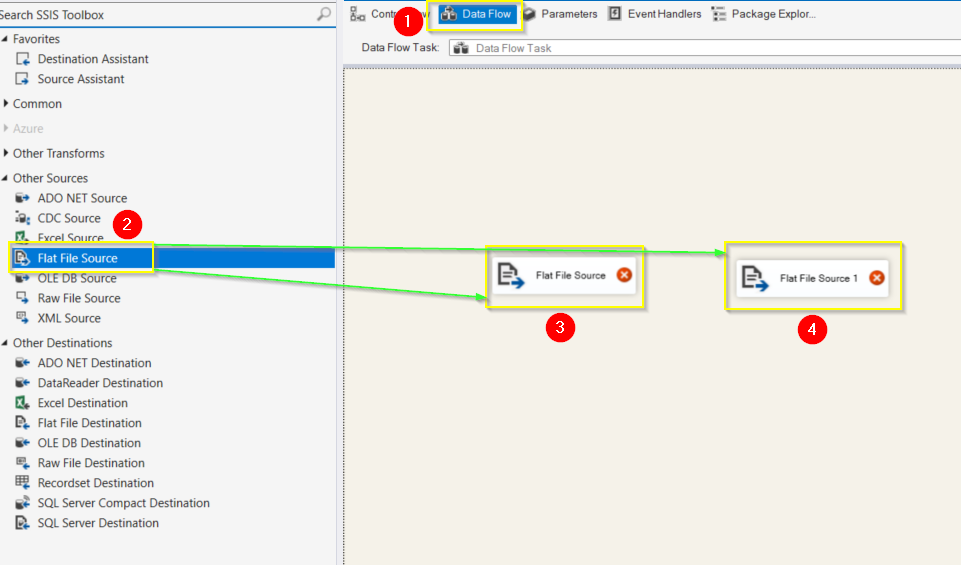 Search SSIS Toolbox
Favorites
Destination Assistant
Source Assistant
Common
Azure
Other Transforms
Other Sources
ADO NET Source
CDC Source
2
Excel Source
Flat File Source
OLE DB Source
Raw File Source
XML Source
Other Destinations
ADO NET Destination
DataReader Destination
Excel Destination
Flat File Destination
OLE DB Destination
Raw File Destination
Recordset Destination
SQL Server Compact Destination
SQL Server Destination
1
Data Flow
Parameters
Event Handlers
Package Explor...
Data Flow Task:
Data Flow Task
Flat File Source
3
Flat File Source 1
4